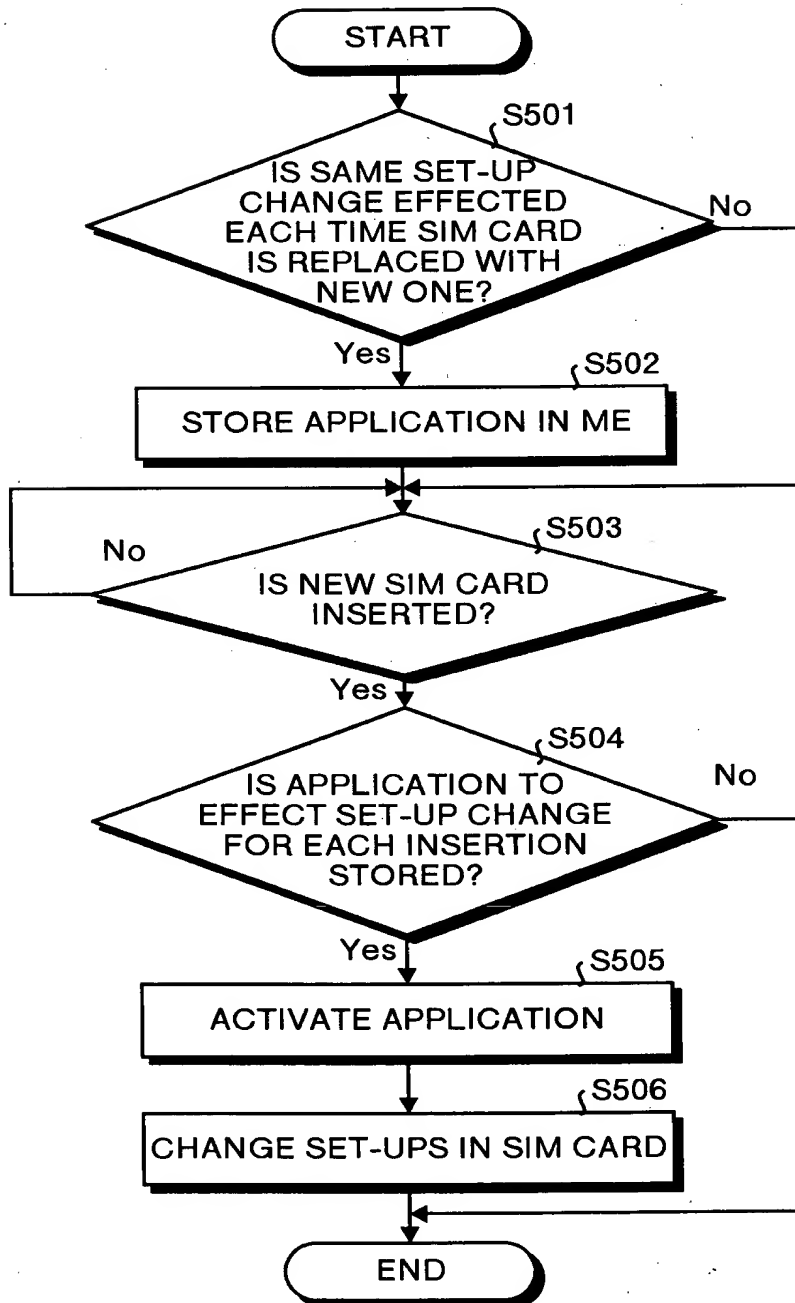 START
S501
IS SAME SET-UP
CHANGE EFFECTED
EACH TIME SIM CARD
IS REPLACED WITH
NEW ONE?
No
Yes
S502
STORE APPLICATION IN ME
S503
No
IS NEW SIM CARD
INSERTED?
Yes
S504
No
IS APPLICATION TO
EFFECT SET-UP CHANGE
FOR EACH INSERTION
STORED?
Yes
S505
ACTIVATE APPLICATION
S506
CHANGE SET-UPS IN SIM CARD
END